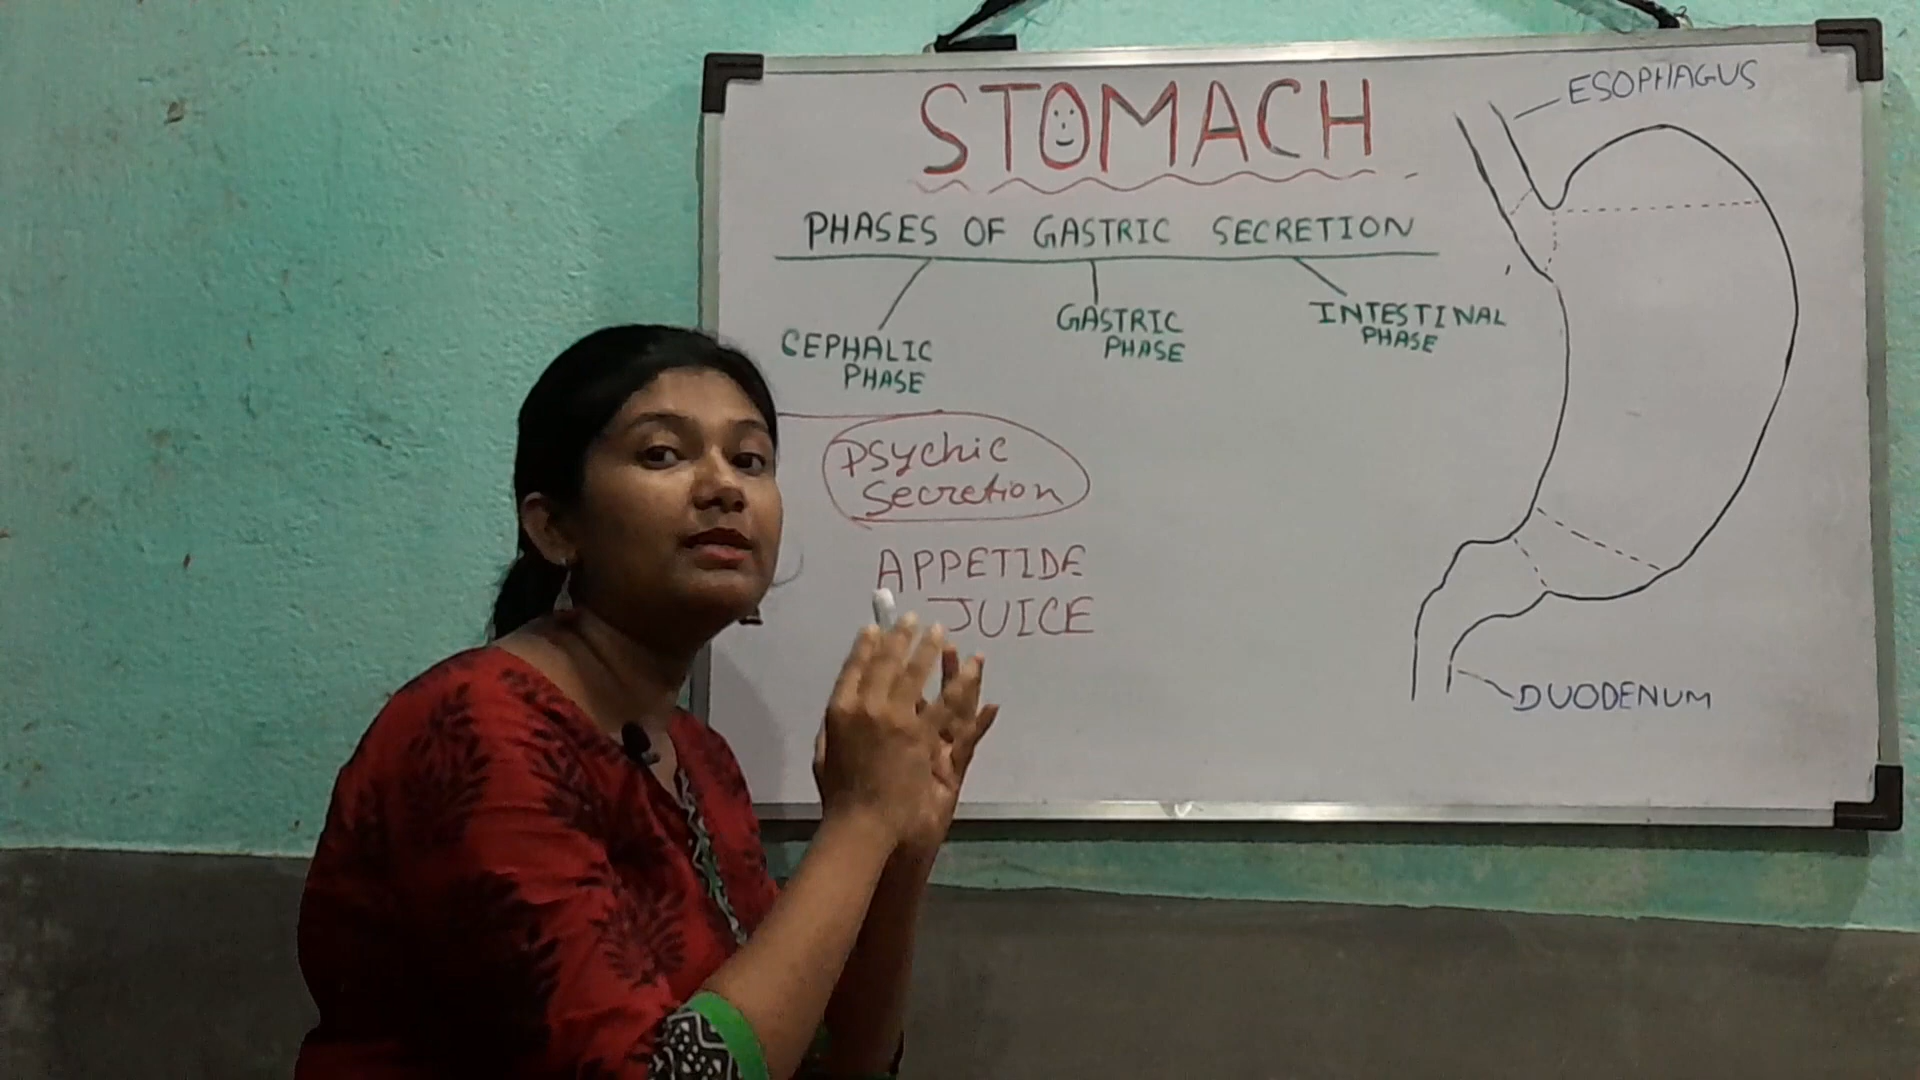 STOMACH
ESOPHAGUS
PHASES OF GASTRIC SECRETION
CEPHALIC
PHASE
GASTRIC
PHASE
INTESTINAL
PHASE
Psychic
Secretion
APPETIDE
JUICE
DUODENUM